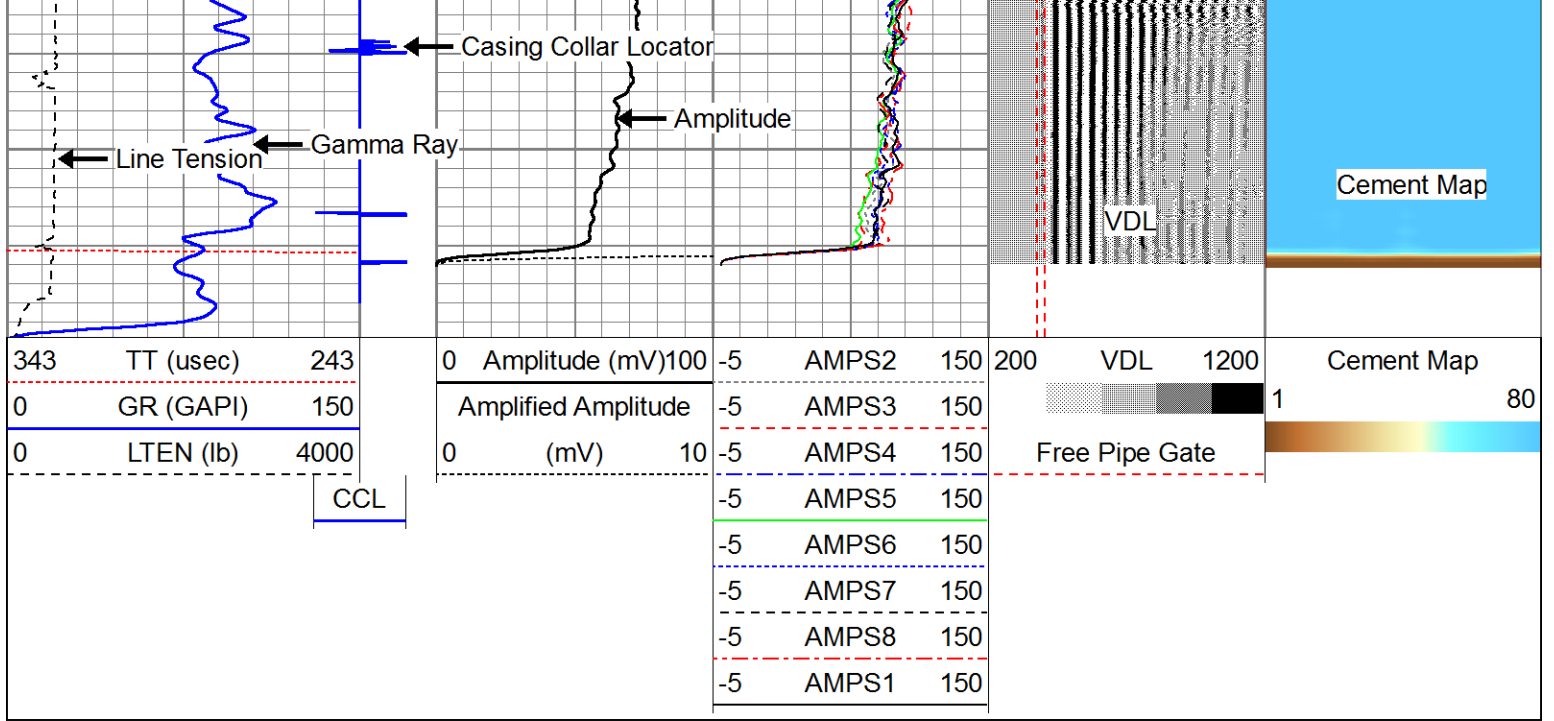 Casing Collar Locator
Amplitude
Line Tension
Gamma Ray
Cement Map
VDL
343 TT (usec) 243
0 GR (GAPI) 150
0 LTEN (lb) 4000
CCL
0 Amplitude (mV) 100
Amplified Amplitude
0 (mV) 10
-5 AMPS2 150
-5 AMPS3 150
-5 AMPS4 150
-5 AMPS5 150
-5 AMPS6 150
-5 AMPS7 150
-5 AMPS8 150
-5 AMPS1 150
200 VDL 1200
Free Pipe Gate
Cement Map
1 80